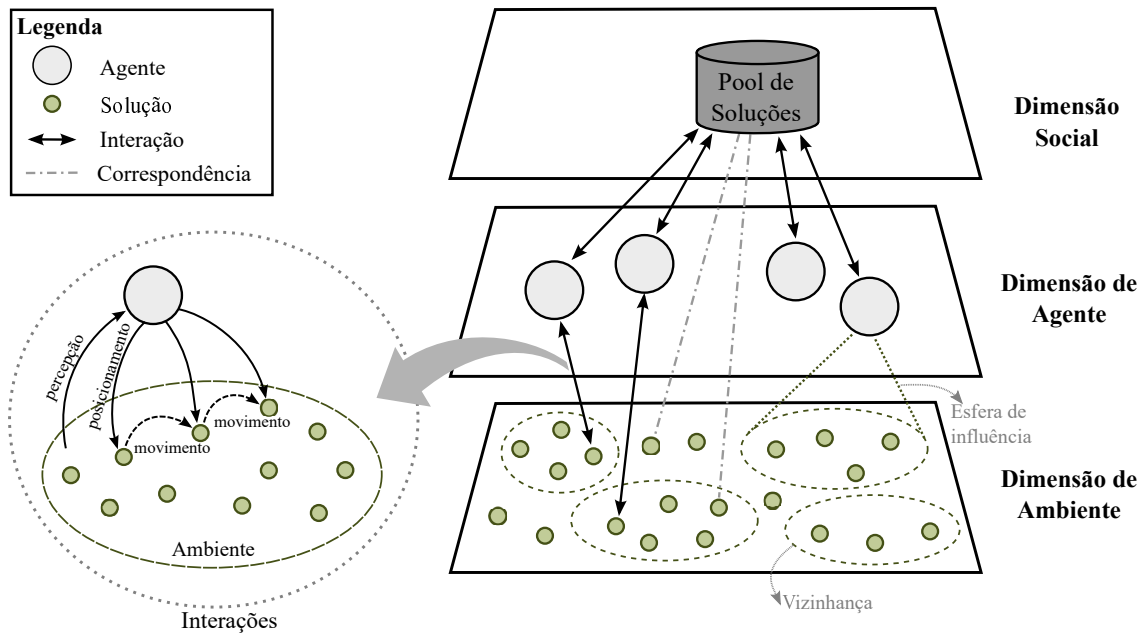 Legenda
Agente
Solução
Interação
Correspondência
Pool de
Soluções
Dimensão
Social
Dimensão de
Agente
percepção
posicionamento
movimento
movimento
Ambiente
Interações
Esfera de
influência
Dimensão de
Ambiente
Vizinhança